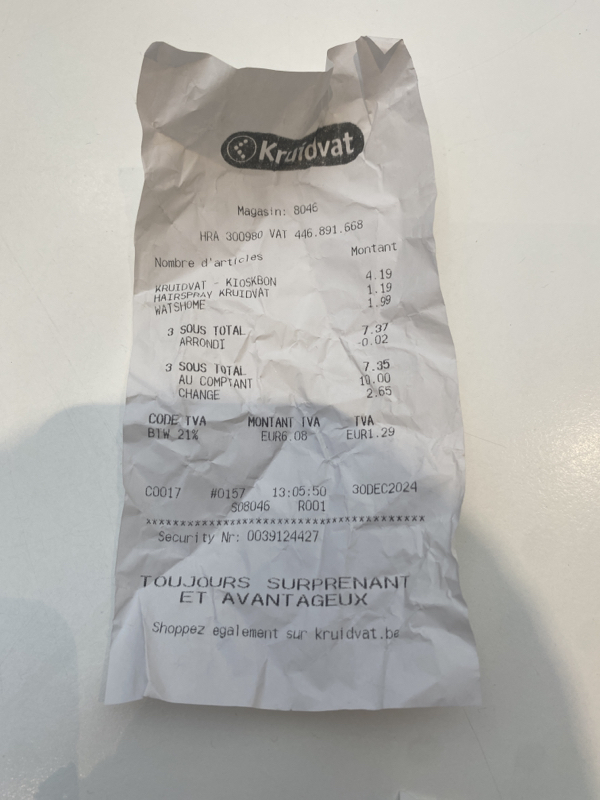 Kruidvat
Magasin: 8046
HRA 300980 VAT 446.891.668
Nombre d'articles Montant
KRUIDVAT - KIOSKBON 4.19
HAIRSPRAY KRUIDVAT 1.19
WATSHOME 1.99
3 SOUS TOTAL 7.37
ARRONDI -0.02
3 SOUS TOTAL 7.35
AU COMPTANT 10.00
CHANGE 2.65
CODE TVA MONTANT TVA TVA
BTW 21% EUR6.08 EUR1.29
C0017 #0157 13:05:50 30DEC2024
S08046 R001
****************************************
Security Nr: 0039124427
TOUJOURS SURPRENANT
ET AVANTAGEUX
Shoppez egalement sur kruidvat.be